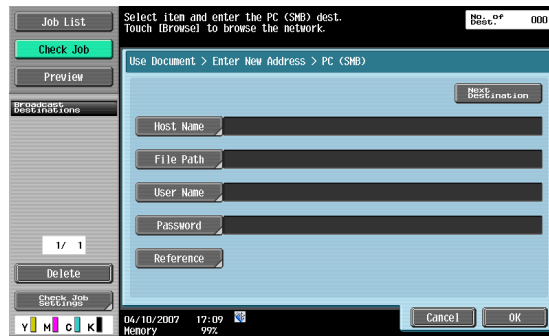 Job List
Check Job
Preview
Broadcast
Destinations
1/ 1
Delete
Check Job
Settings
Y M C K
Select item and enter the PC (SMB) dest.
Touch [Browse] to browse the network.
No. of
Dest.
000
Use Document > Enter New Address > PC (SMB)
Next
Destination
Host Name
File Path
User Name
Password
Reference
04/10/2007 17:09
Memory 99%
Cancel
OK